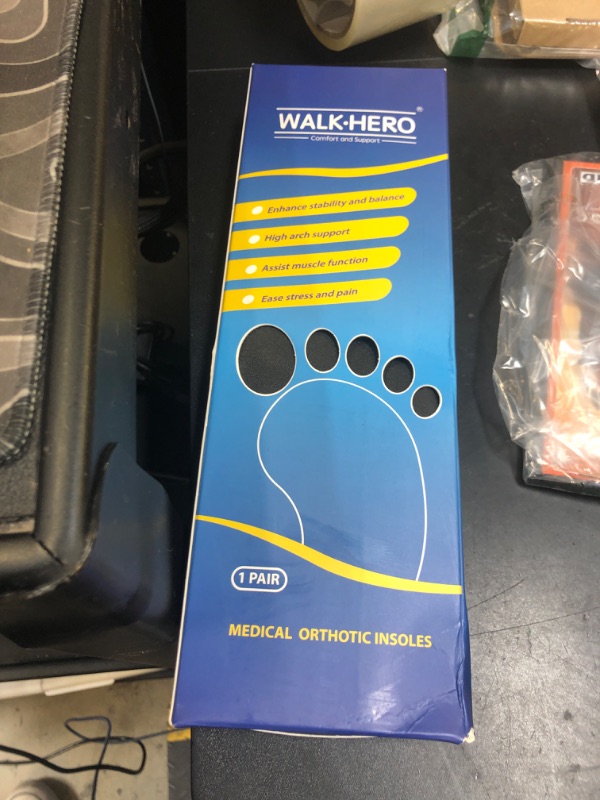 WALK·HERO®
Comfort and Support
Enhance stability and balance
High arch support
Assist muscle function
Ease stress and pain
1 PAIR
MEDICAL ORTHOTIC INSOLES